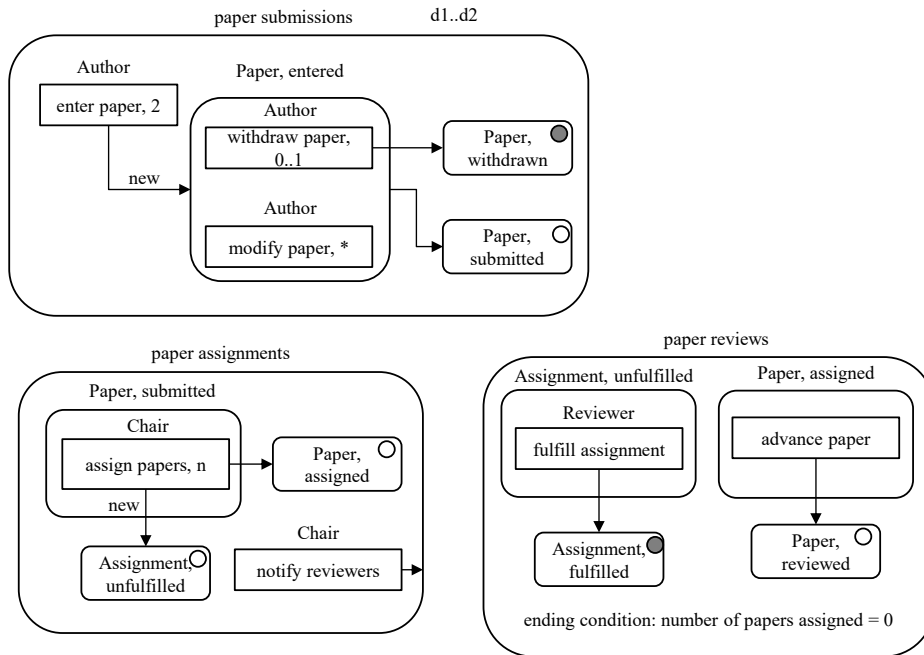 paper submissions d1..d2
Author
enter paper, 2
new
Paper, entered
Author
withdraw paper,
0..1
Author
modify paper, *
Paper,
withdrawn
Paper,
submitted
paper assignments
Paper, submitted
Chair
assign papers, n
new
Paper,
assigned
Assignment,
unfulfilled
Chair
notify reviewers
paper reviews
Assignment, unfulfilled
Reviewer
fulfill assignment
Assignment,
fulfilled
Paper, assigned
advance paper
Paper,
reviewed
ending condition: number of papers assigned = 0